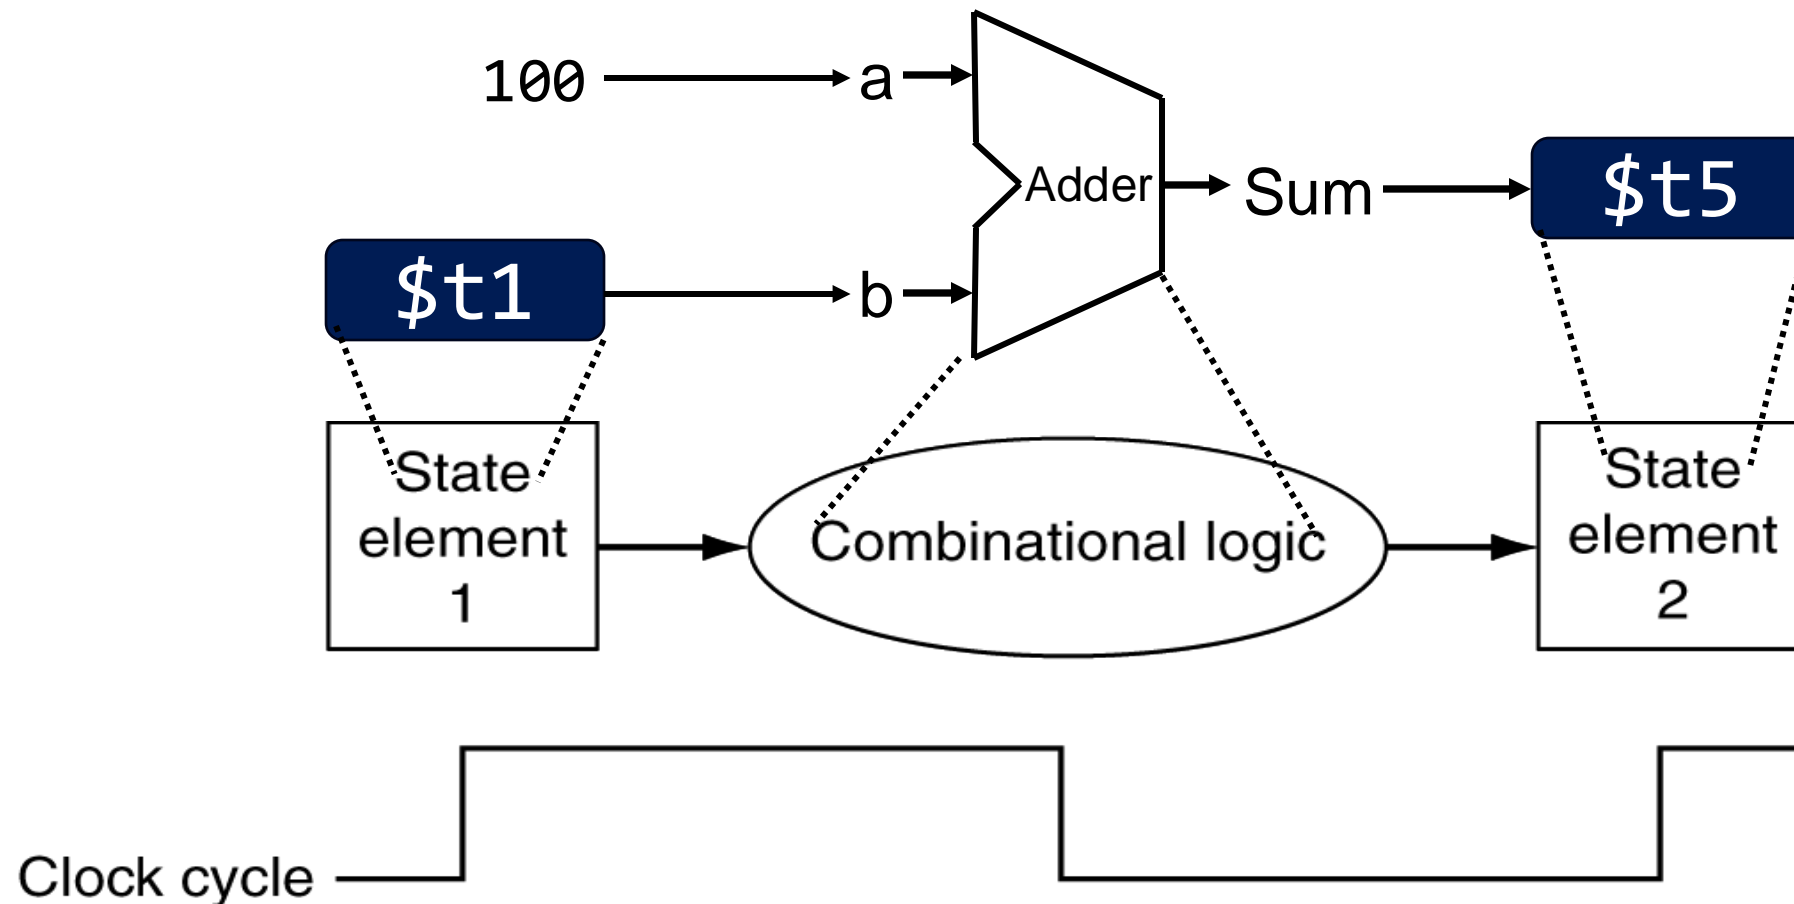 100
a
Adder
Sum
$t5
$t1
b
State
element
1
Combinational logic
State
element
2
Clock cycle